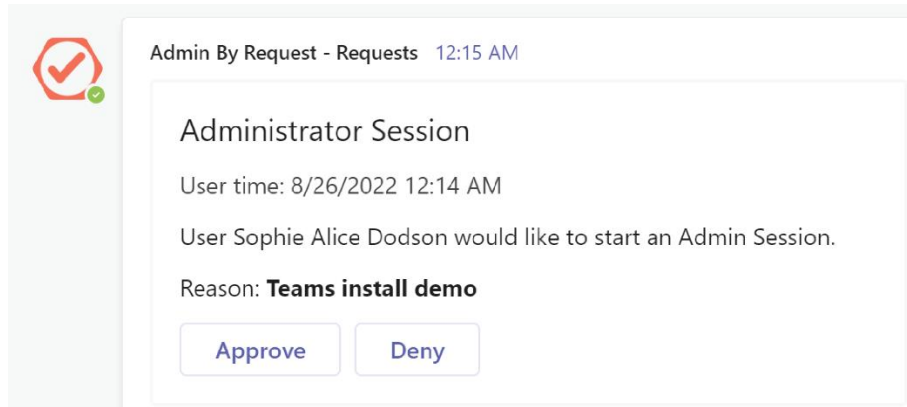 Admin By Request - Requests 12:15 AM
Administrator Session
User time: 8/26/2022 12:14 AM
User Sophie Alice Dodson would like to start an Admin Session.
Reason: Teams install demo
Approve Deny